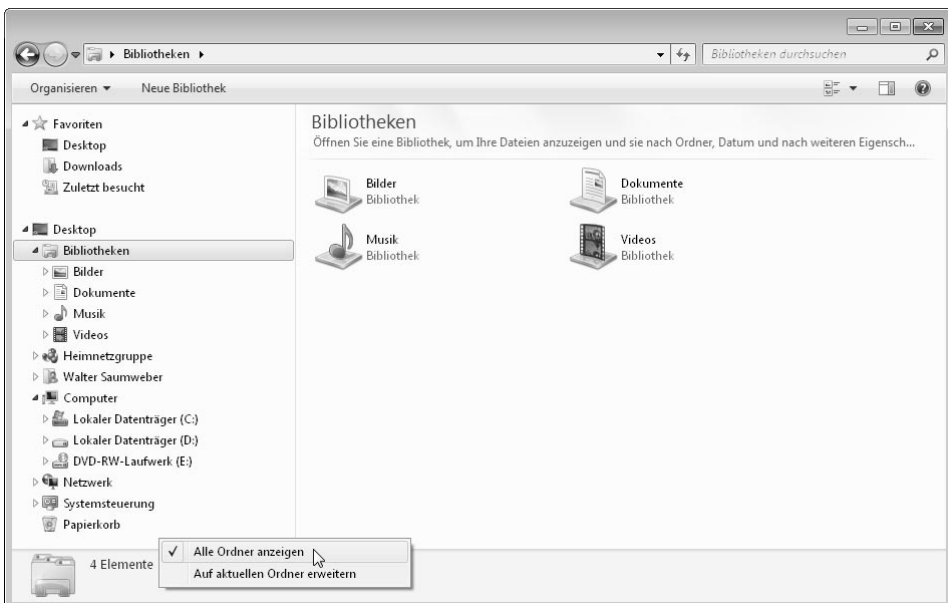 Bibliotheken
Bibliotheken durchsuchen
Organisieren
Neue Bibliothek
Favoriten
Desktop
Downloads
Zuletzt besucht
Desktop
Bibliotheken
Bilder
Dokumente
Musik
Videos
Heimnetzgruppe
Walter Saumweber
Computer
Lokaler Datenträger (C:)
Lokaler Datenträger (D:)
DVD-RW-Laufwerk (E:)
Netzwerk
Systemsteuerung
Papierkorb
Bibliotheken
Öffnen Sie eine Bibliothek, um Ihre Dateien anzuzeigen und sie nach Ordner, Datum und nach weiteren Eigensch...
Bilder
Bibliothek
Dokumente
Bibliothek
Musik
Bibliothek
Videos
Bibliothek
4 Elemente
Alle Ordner anzeigen
Auf aktuellen Ordner erweitern